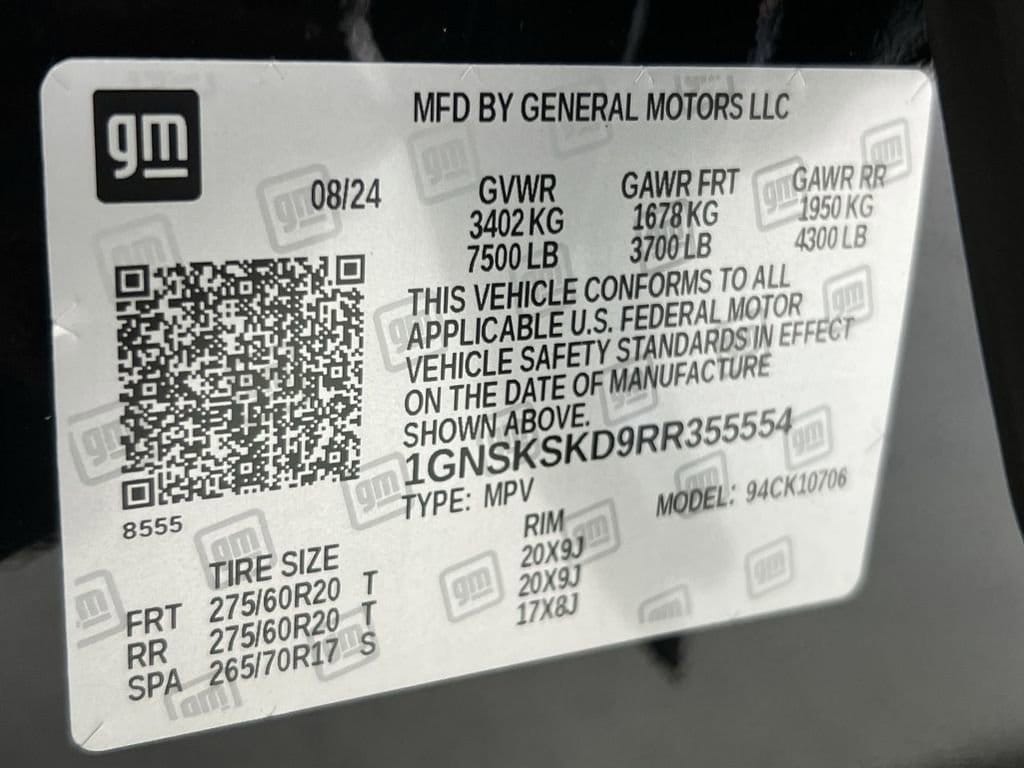 gm
MFD BY GENERAL MOTORS LLC
08/24
GVWR GAWR FRT GAWR RR
3402 KG 1678 KG 1950 KG
7500 LB 3700 LB 4300 LB
THIS VEHICLE CONFORMS TO ALL
APPLICABLE U.S. FEDERAL MOTOR
VEHICLE SAFETY STANDARDS IN EFFECT
ON THE DATE OF MANUFACTURE
SHOWN ABOVE.
1GNSKSKD9RR355554
TYPE: MPV MODEL: 94CK10706
8555
TIRE SIZE RIM
FRT 275/60R20 T 20X9J
RR 275/60R20 T 20X9J
SPA 265/70R17 S 17X8J